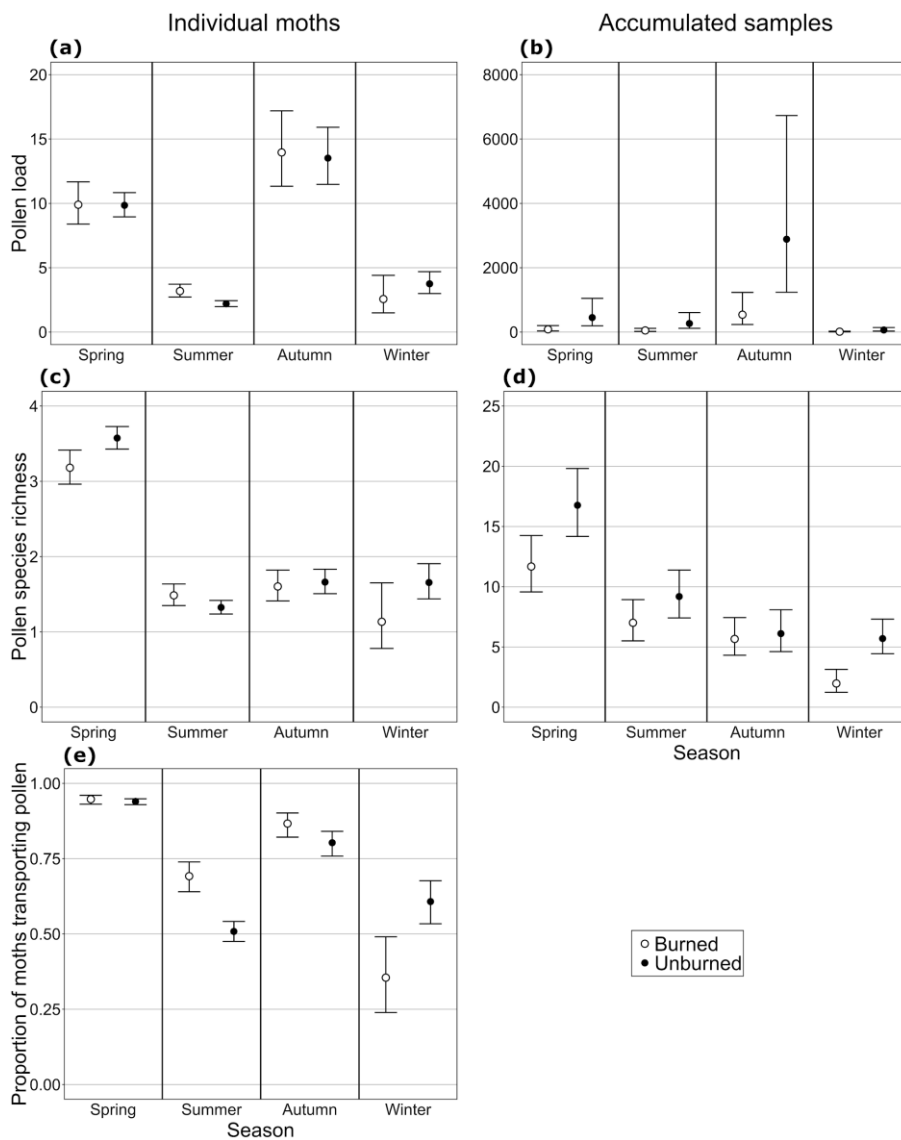 Individual moths
Accumulated samples
(a)
(b)
Pollen load
20
15
10
5
0
8000
6000
4000
2000
0
Spring Summer Autumn Winter
Spring Summer Autumn Winter
(c)
(d)
Pollen species richness
4
3
2
1
0
25
20
15
10
5
0
Spring Summer Autumn Winter
Spring Summer Autumn Winter
Season
(e)
Proportion of moths transporting pollen
1.00
0.75
0.50
0.25
0.00
Spring Summer Autumn Winter
Season
Burned
Unburned